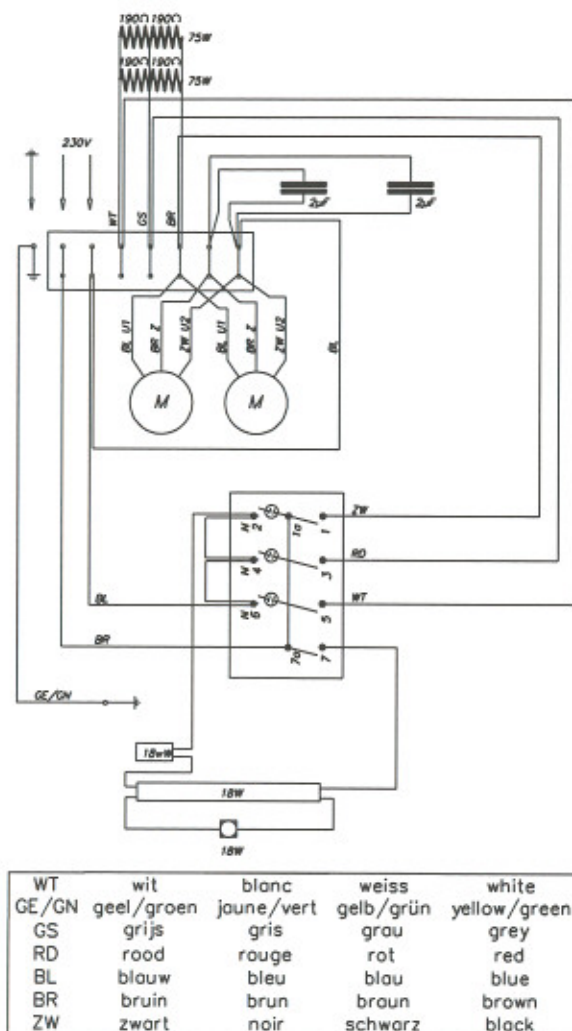 190Ω 190Ω
75W
190Ω 190Ω
75W
230V
WT
GS
BR
2µF
2µF
BL U1
BR Z
ZW U2
BL U1
BR Z
ZW U2
BL
M
M
N 2
1a
1
ZW
N 4
3
RD
N 6
5
WT
BL
BR
7a
7
GE/GN
18wW
18W
18W
WT wit blanc weiss white
GE/GN geel/groen jaune/vert gelb/grün yellow/green
GS grijs gris grau grey
RD rood rouge rot red
BL blauw bleu blau blue
BR bruin brun braun brown
ZW zwart noir schwarz black